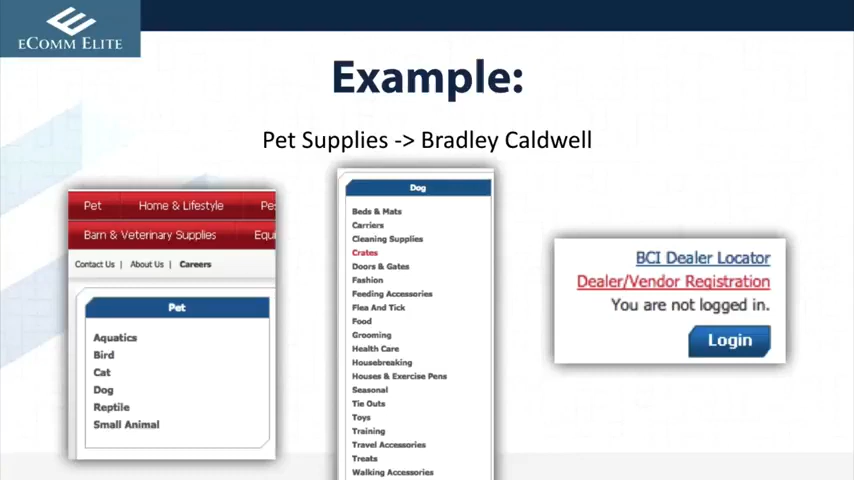 eComm Elite
Example:
Pet Supplies -> Bradley Caldwell
Pet Home & Lifestyle
Barn & Veterinary Supplies
Contact Us | About Us | Careers
Pet
Aquatics
Bird
Cat
Dog
Reptile
Small Animal
Dog
Beds & Mats
Carriers
Cleaning Supplies
Crates
Doors & Gates
Fashion
Feeding Accessories
Flea And Tick
Food
Grooming
Health Care
Housebreaking
Houses & Exercise Pens
Seasonal
Tie Outs
Toys
Training
Travel Accessories
Treats
Walking Accessories
BCI Dealer Locator
Dealer/Vendor Registration
You are not logged in.
Login